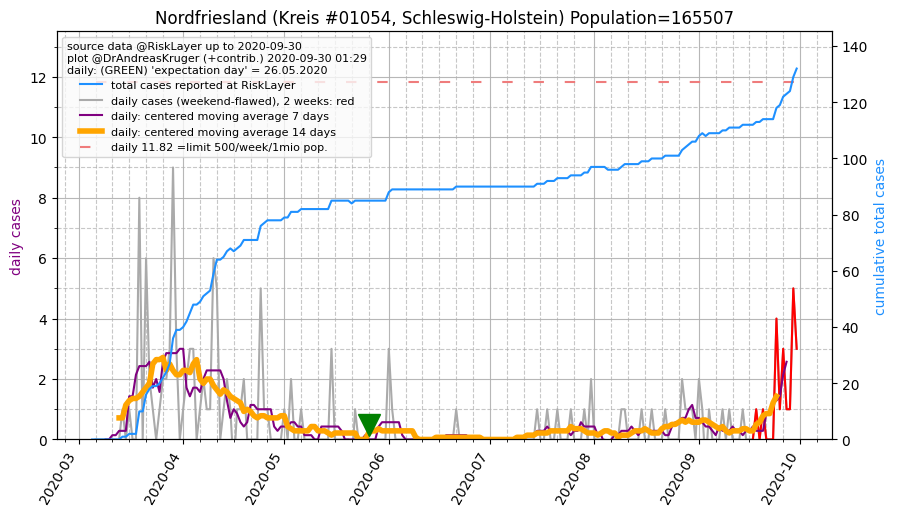 Nordfriesland (Kreis #01054, Schleswig-Holstein) Population=165507
source data @RiskLayer up to 2020-09-30
plot @DrAndreasKruger (+contrib.) 2020-09-30 01:29
daily: (GREEN) 'expectation day' = 26.05.2020
total cases reported at RiskLayer
daily cases (weekend-flawed), 2 weeks: red
daily: centered moving average 7 days
daily: centered moving average 14 days
daily 11.82 =limit 500/week/1mio pop.
daily cases
12
10
8
6
4
2
0
cumulative total cases
140
120
100
80
60
40
20
0
2020-03
2020-04
2020-05
2020-06
2020-07
2020-08
2020-09
2020-10